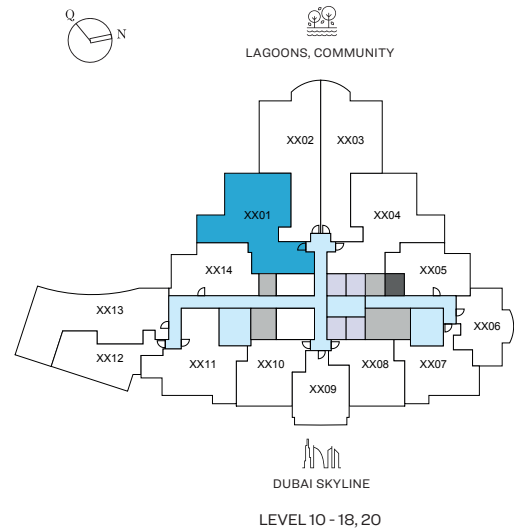 Q
N
LAGOONS, COMMUNITY
XX02
XX03
XX01
XX04
XX14
XX05
XX13
XX06
XX12
XX11
XX10
XX08
XX07
XX09
DUBAI SKYLINE
LEVEL 10 - 18, 20